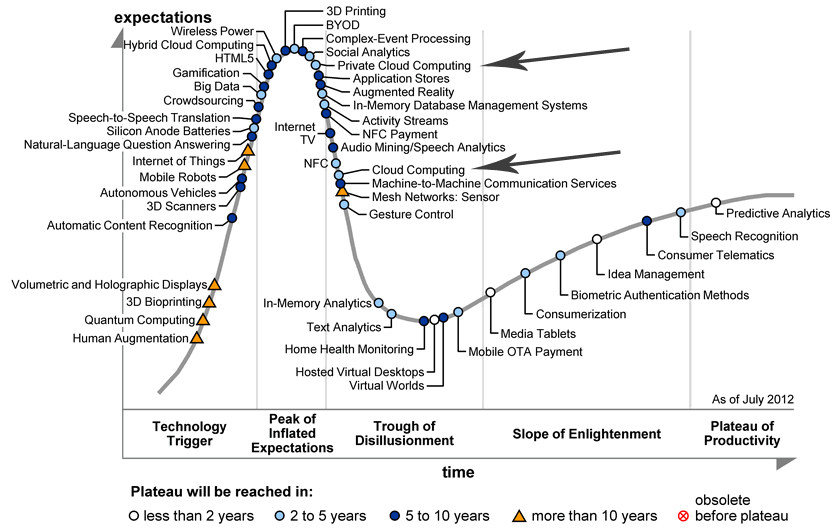 expectations
3D Printing
BYOD
Wireless Power
Complex-Event Processing
Hybrid Cloud Computing
Social Analytics
HTML5
Private Cloud Computing
Gamification
Application Stores
Big Data
Augmented Reality
Crowdsourcing
In-Memory Database Management Systems
Speech-to-Speech Translation
Activity Streams
Silicon Anode Batteries
Internet
TV
NFC Payment
Natural-Language Question Answering
Audio Mining/Speech Analytics
Internet of Things
NFC
Mobile Robots
Cloud Computing
Autonomous Vehicles
Machine-to-Machine Communication Services
3D Scanners
Mesh Networks: Sensor
Automatic Content Recognition
Gesture Control
Predictive Analytics
Speech Recognition
Consumer Telematics
Idea Management
Volumetric and Holographic Displays
Biometric Authentication Methods
3D Bioprinting
In-Memory Analytics
Consumerization
Quantum Computing
Text Analytics
Media Tablets
Human Augmentation
Home Health Monitoring
Mobile OTA Payment
Hosted Virtual Desktops
Virtual Worlds
As of July 2012
Technology
Trigger
Peak of
Inflated
Expectations
Trough of
Disillusionment
Slope of Enlightenment
Plateau of
Productivity
time
Plateau will be reached in:
less than 2 years
2 to 5 years
5 to 10 years
more than 10 years
obsolete
before plateau